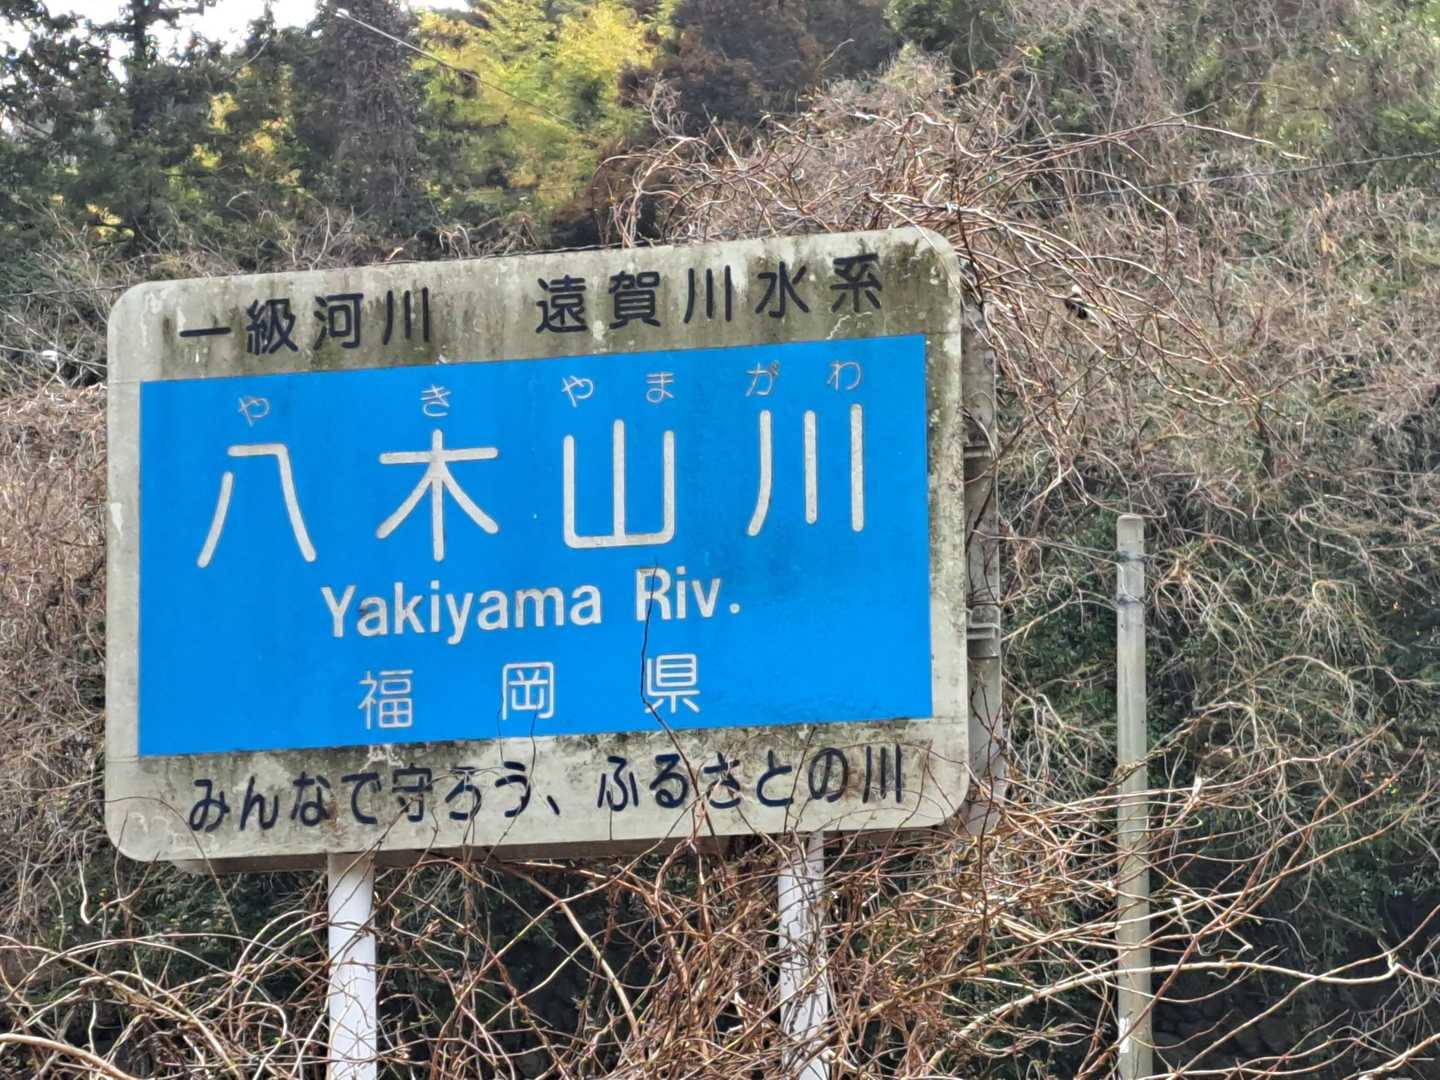 一級河川 遠賀川水系
やきやまがわ
八木山川
Yakiyama Riv.
福岡県
みんなで守ろう、ふるさとの川